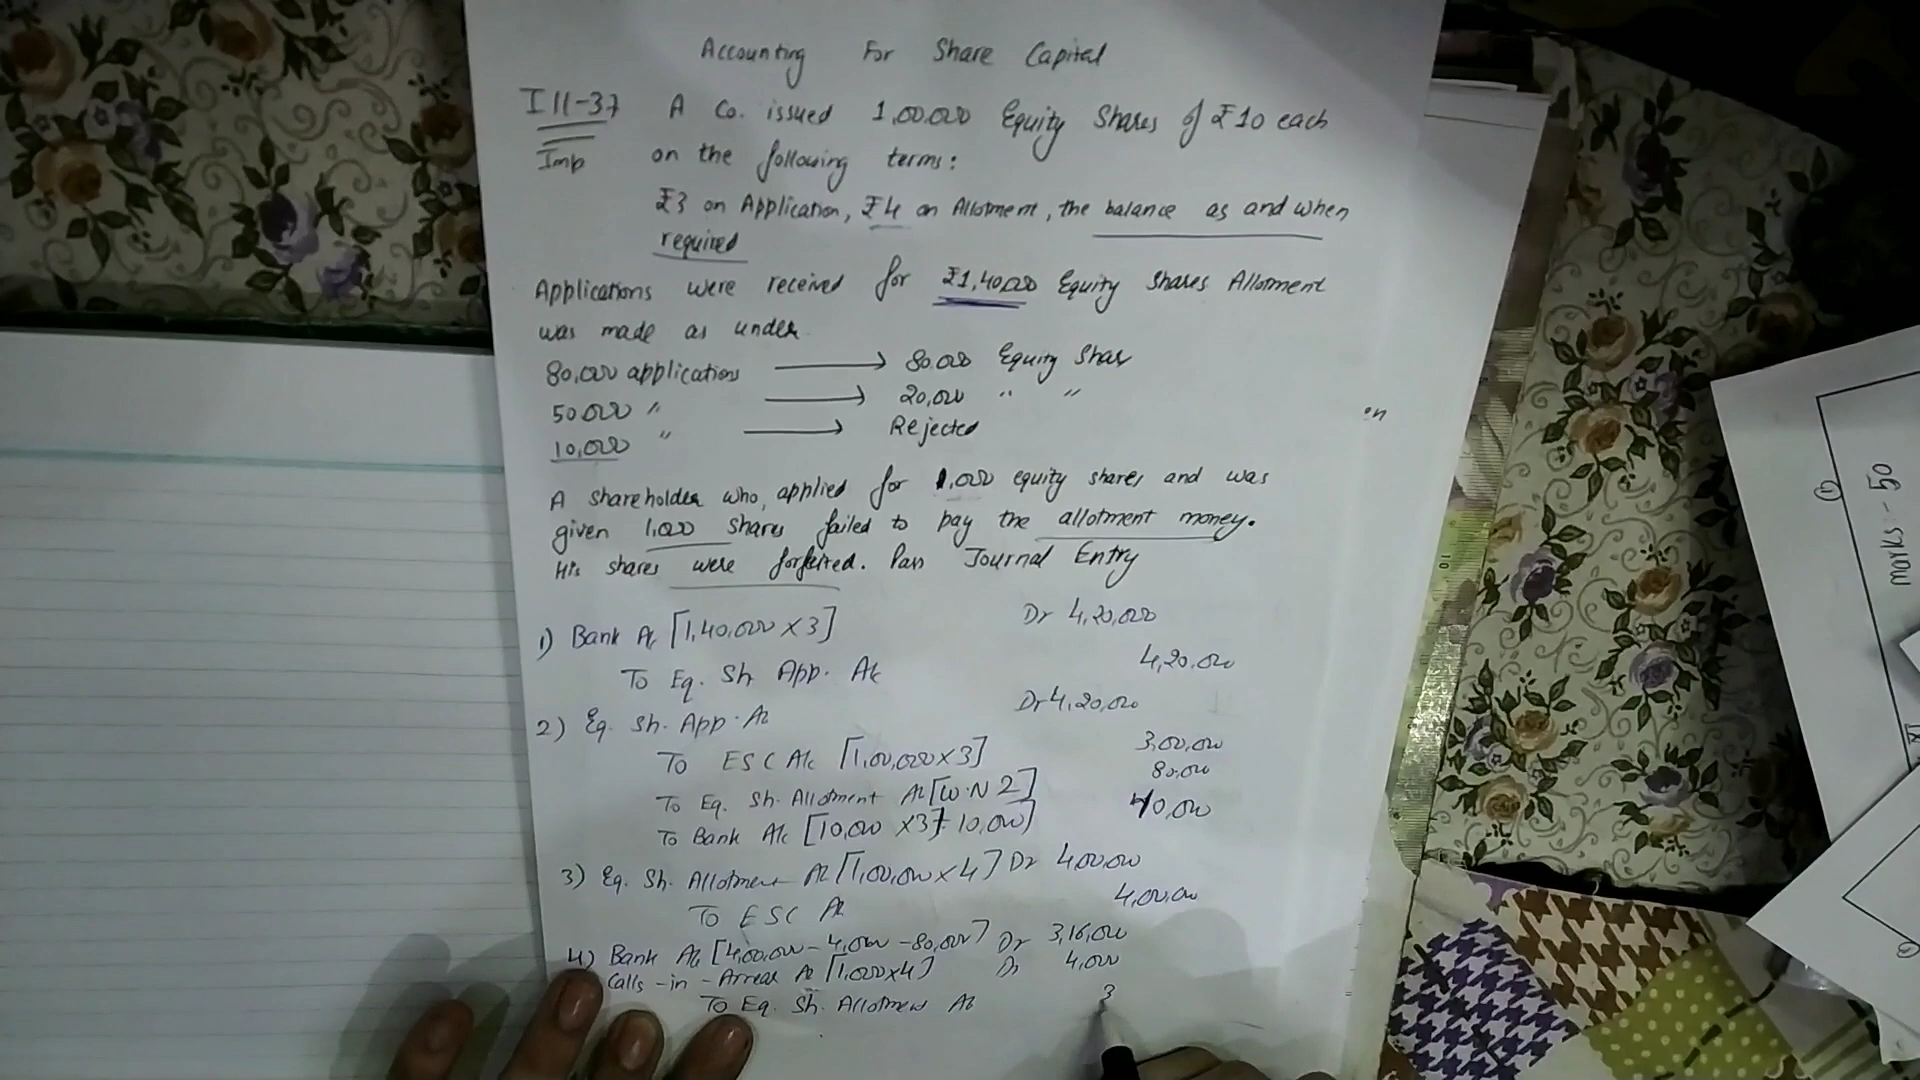 Accounting For Share Capital
Ill-37 A Co. issued 1,00,000 Equity Shares of ₹10 each
Imp on the following terms:
₹3 on Application, ₹4 on Allotment, the balance as and when
required
Applications were received for ₹1,40,000 Equity Shares Allotment
was made as under
80,000 applications → 80,000 Equity Shar
50,000 " → 20,000 " "
10,000 " → Rejected
A shareholder who applied for 1,000 equity shares and was
given 1,000 shares failed to pay the allotment money.
His shares were forfeited. Pass Journal Entry
1) Bank A/c [1,40,000 X 3] Dr 4,20,000
To Eq. Sh App. A/c 4,20,000
2) Eq. Sh. App. A/c Dr 4,20,000
To ESC A/c [1,00,000 X 3] 3,00,000
To Eq. Sh. Allotment A/c [W.N 2] 80,000
To Bank A/c [10,000 X 3 + 10,000] 40,000
3) Eq. Sh. Allotment A/c [1,00,000 X 4] Dr 4,00,000
To ESC A/c 4,00,000
4) Bank A/c [4,00,000 - 4,000 - 80,000] Dr 3,16,000
Calls-in-Arrear A/c [1,000 x 4] Dr 4,000
To Eq. Sh. Allotment A/c 3
on
marks - 50
XI